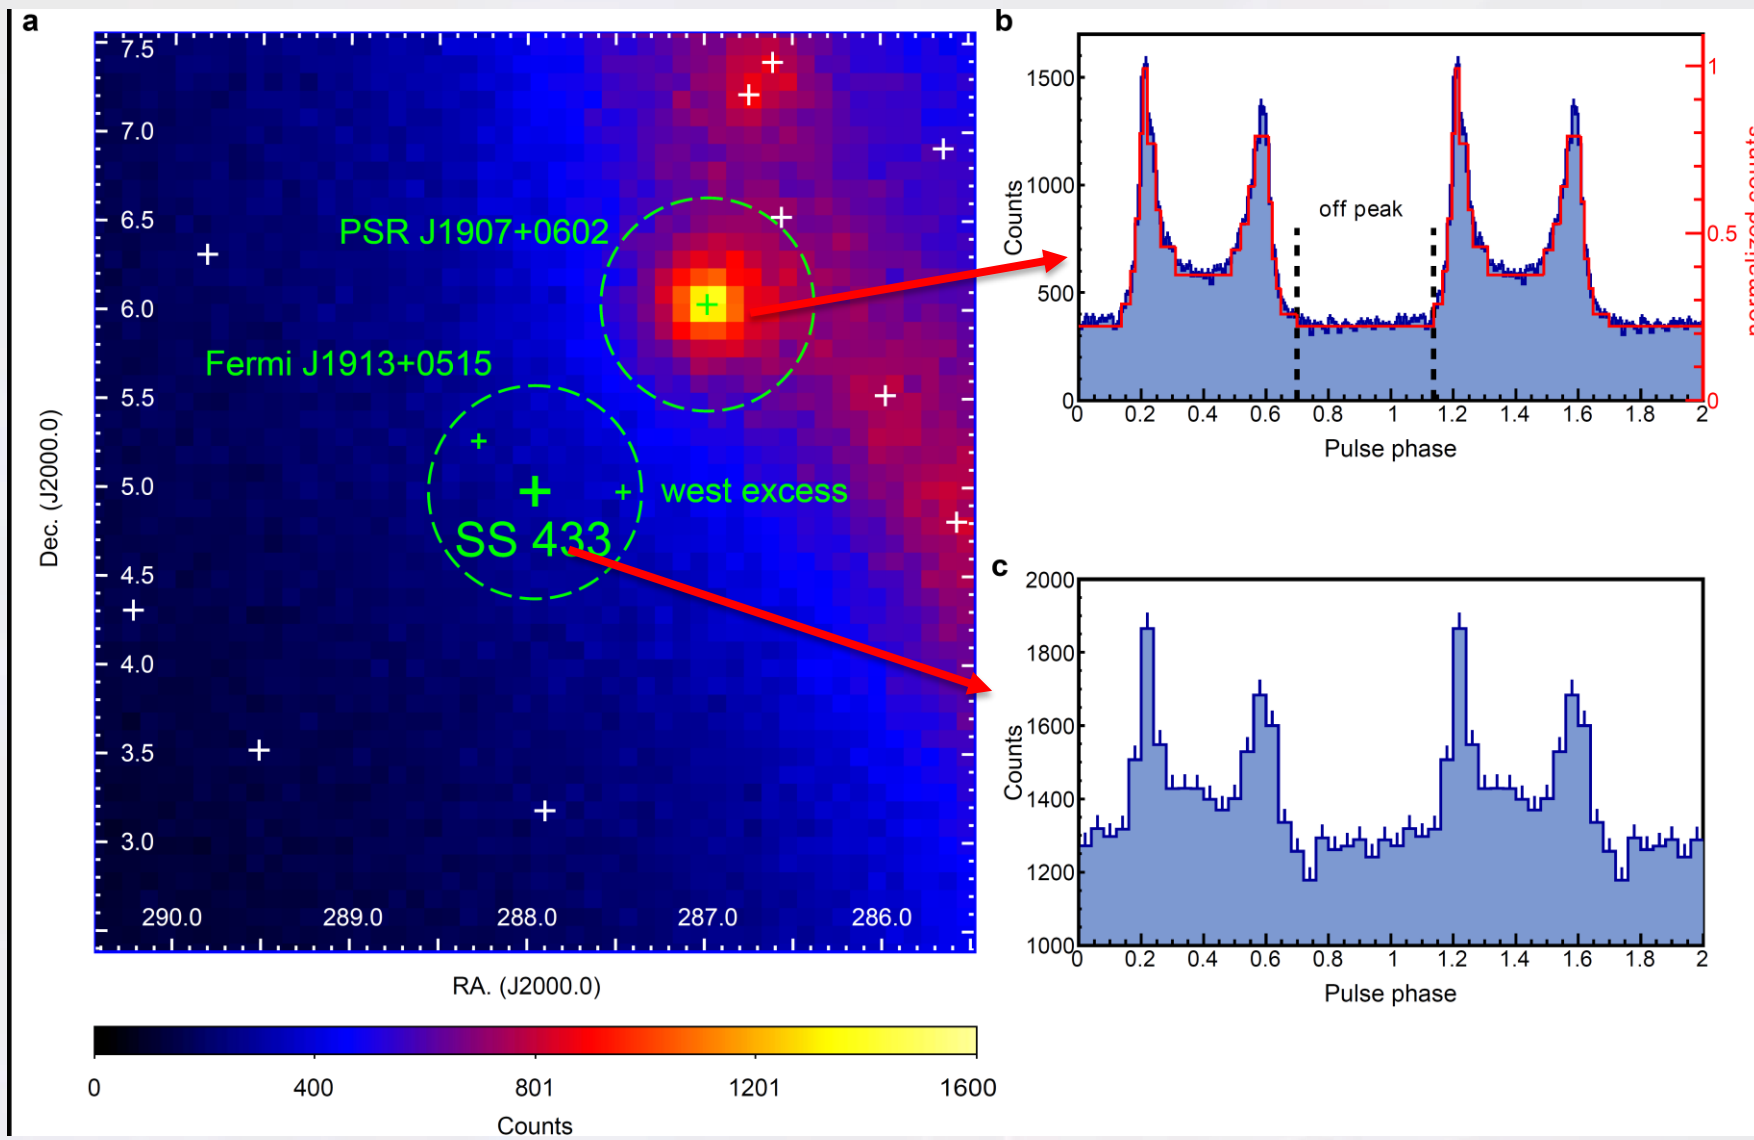 a
7.5
7.0
6.5
6.0
5.5
5.0
4.5
4.0
3.5
3.0
Dec. (J2000.0)
PSR J1907+0602
Fermi J1913+0515
west excess
SS 433
290.0 289.0 288.0 287.0 286.0
RA. (J2000.0)
0 400 801 1201 1600
Counts
b
1500
1000
500
0
Counts
off peak
1
0.5
0
normalized counts
0 0.2 0.4 0.6 0.8 1 1.2 1.4 1.6 1.8 2
Pulse phase
c
2000
1800
1600
1400
1200
1000
Counts
0 0.2 0.4 0.6 0.8 1 1.2 1.4 1.6 1.8 2
Pulse phase